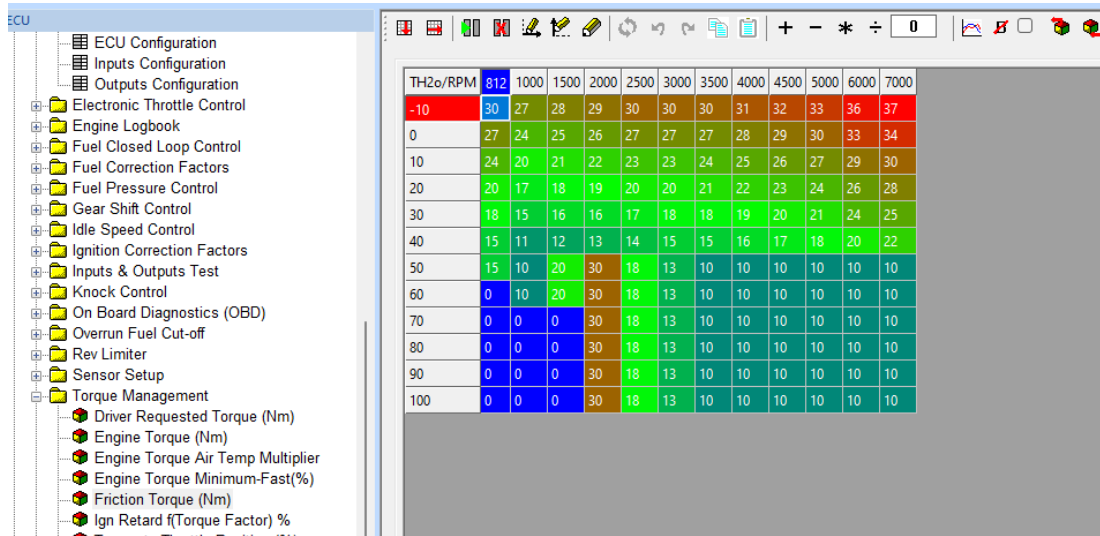 ECU
ECU Configuration
Inputs Configuration
Outputs Configuration
Electronic Throttle Control
Engine Logbook
Fuel Closed Loop Control
Fuel Correction Factors
Fuel Pressure Control
Gear Shift Control
Idle Speed Control
Ignition Correction Factors
Inputs & Outputs Test
Knock Control
On Board Diagnostics (OBD)
Overrun Fuel Cut-off
Rev Limiter
Sensor Setup
Torque Management
Driver Requested Torque (Nm)
Engine Torque (Nm)
Engine Torque Air Temp Multiplier
Engine Torque Minimum-Fast(%)
Friction Torque (Nm)
Ign Retard f(Torque Factor) %
+ − * ÷ 0
TH2o/RPM 812 1000 1500 2000 2500 3000 3500 4000 4500 5000 6000 7000
-10 30 27 28 29 30 30 30 31 32 33 36 37
0 27 24 25 26 27 27 27 28 29 30 33 34
10 24 20 21 22 23 23 24 25 26 27 29 30
20 20 17 18 19 20 20 21 22 23 24 26 28
30 18 15 16 16 17 18 18 19 20 21 24 25
40 15 11 12 13 14 15 15 16 17 18 20 22
50 15 10 20 30 18 13 10 10 10 10 10 10
60 0 10 20 30 18 13 10 10 10 10 10 10
70 0 0 0 30 18 13 10 10 10 10 10 10
80 0 0 0 30 18 13 10 10 10 10 10 10
90 0 0 0 30 18 13 10 10 10 10 10 10
100 0 0 0 30 18 13 10 10 10 10 10 10